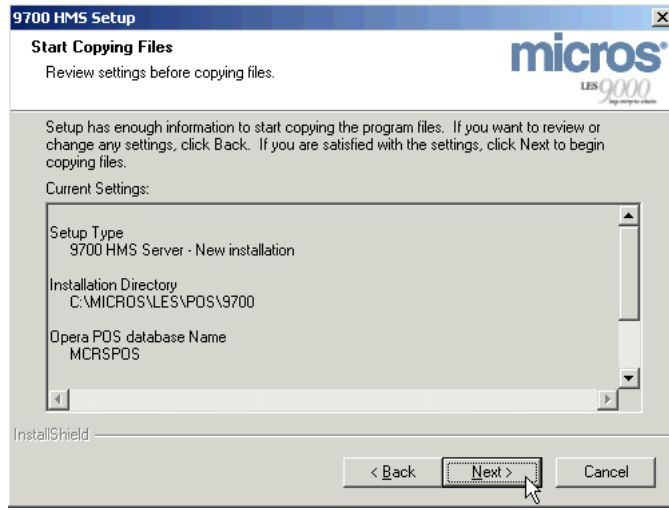 9700 HMS Setup
Start Copying Files
Review settings before copying files.
micros
LES 9000
Setup has enough information to start copying the program files. If you want to review or
change any settings, click Back. If you are satisfied with the settings, click Next to begin
copying files.
Current Settings:
Setup Type
9700 HMS Server - New installation
Installation Directory
C:\MICROS\LES\POS\9700
Opera POS database Name
MCRSPOS
InstallShield
< Back
Next >
Cancel